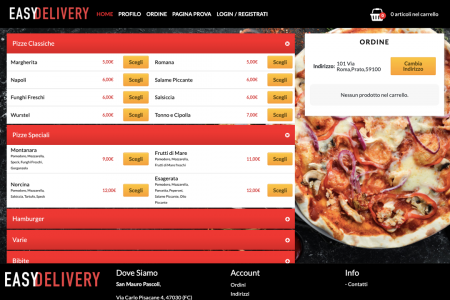 EASYDELIVERY
HOME PROFILO ORDINE PAGINA PROVA LOGIN / REGISTRATI
0 articoli nel carrello
Pizze Classiche
Margherita 5,00€ Scegli
Romana 5,00€ Scegli
Napoli 6,00€ Scegli
Salame Piccante 6,00€ Scegli
Funghi Freschi 6,00€ Scegli
Salsiccia 6,00€ Scegli
Wurstel 6,00€ Scegli
Tonno e Cipolla 7,00€ Scegli
Pizze Speciali
Montanara
Pomodoro, Mozzarella,
Speck, Funghi Freschi,
9,00€ Scegli
Frutti di Mare
Pomodoro, Mozzarella,
Frutti di Mare Freschi
11,00€ Scegli
Norcina
Pomodoro, Mozzarella,
Salsiccia, Tartufo, Speck
12,00€ Scegli
Esagerata
Pomodoro, Mozzarella,
Pancetta, Peperoni,
Salame Piccante, Olio
Piccante
12,00€ Scegli
Hamburger
Varie
Bibite
ORDINE
Indirizzo: 101 Via
Roma,Prato,59100
Cambia
Indirizzo
Nessun prodotto nel carrello.
EASYDELIVERY
Dove Siamo
San Mauro Pascoli,
Via Carlo Pisacane 4, 47030 (FC)
Account
Ordini
Indirizzi
Info
- Contatti